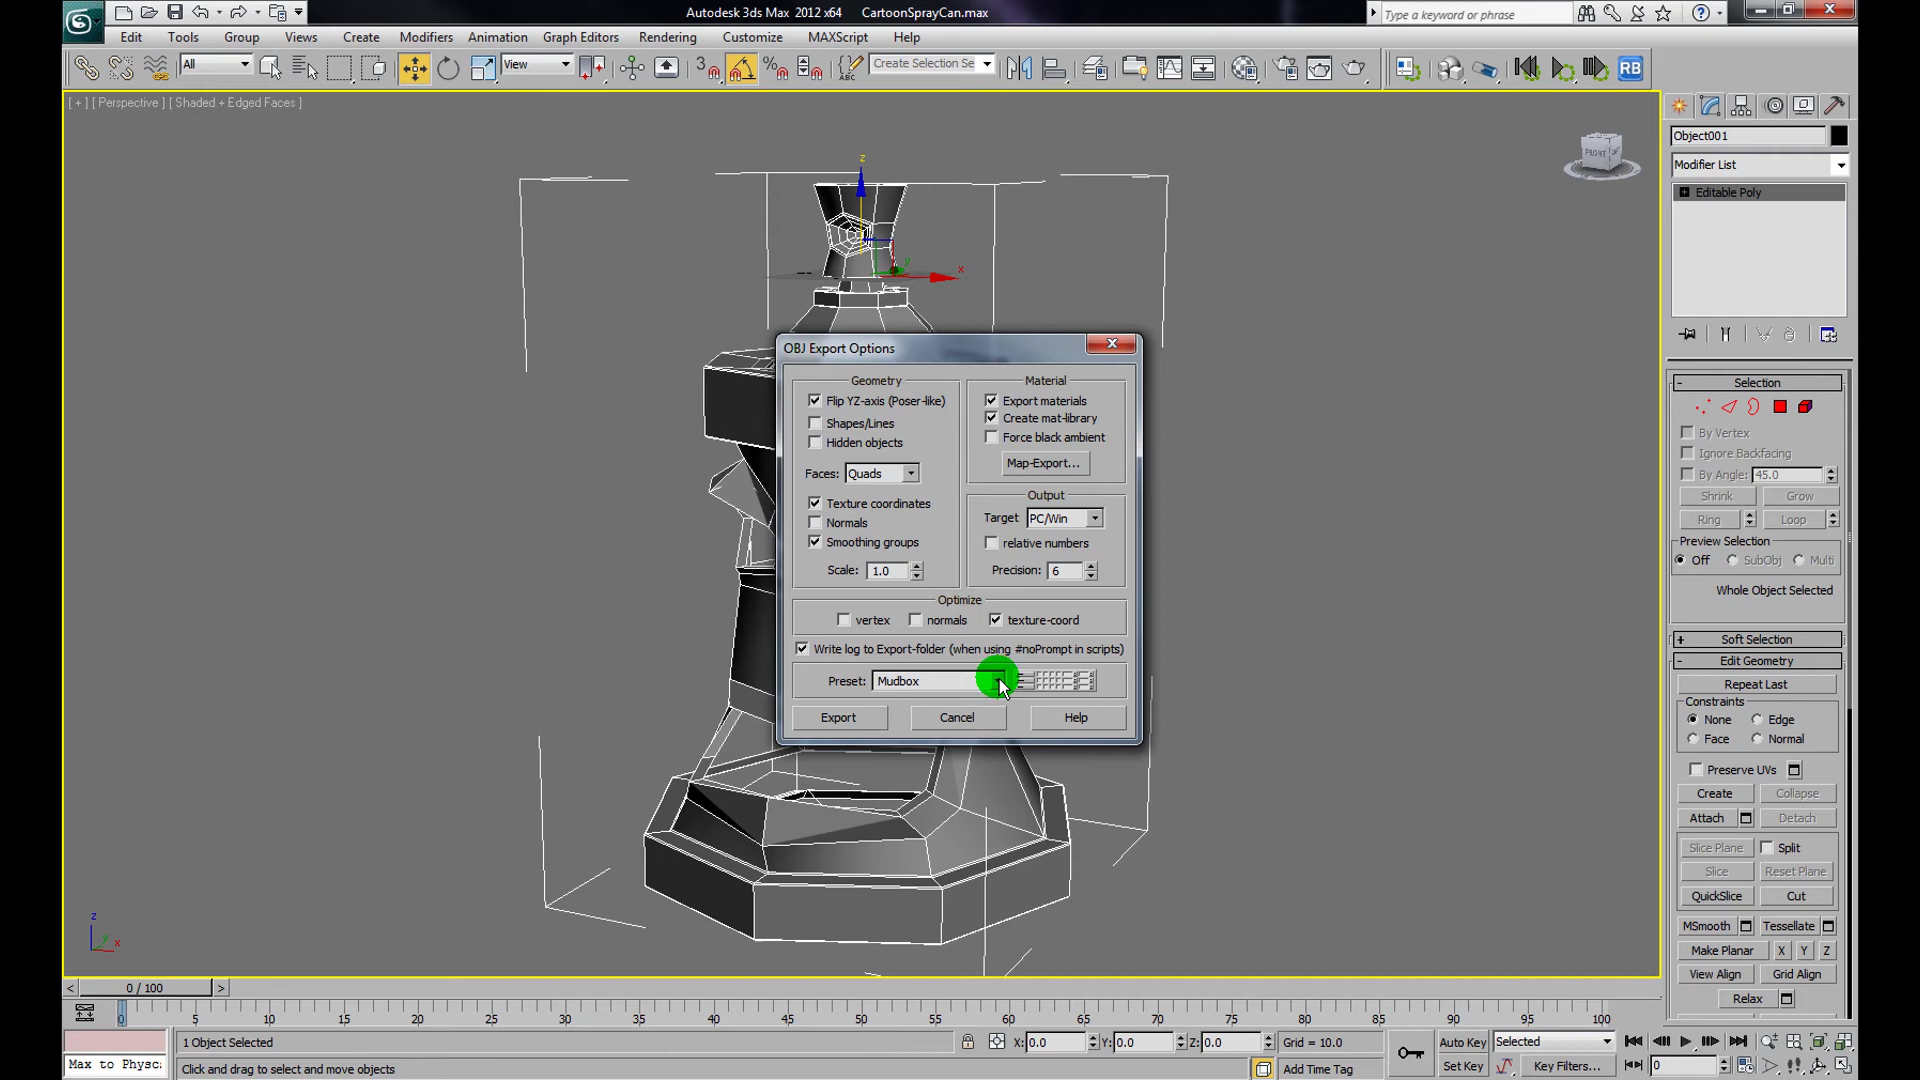 Autodesk 3ds Max 2012 x64 CartoonSprayCan.max
Type a keyword or phrase
Edit Tools Group Views Create Modifiers Animation Graph Editors Rendering Customize MAXScript Help
All View 3 Create Selection Se RB
[ + ] [ Perspective ] [ Shaded + Edged Faces ]
FRONT
z
y
x
Object001
Modifier List
Editable Poly
OBJ Export Options
Geometry
Flip YZ-axis (Poser-like)
Shapes/Lines
Hidden objects
Faces: Quads
Texture coordinates
Normals
Smoothing groups
Scale: 1.0
Material
Export materials
Create mat-library
Force black ambient
Map-Export...
Output
Target PC/Win
relative numbers
Precision: 6
Optimize
vertex normals texture-coord
Write log to Export-folder (when using #noPrompt in scripts)
Preset: Mudbox
Export Cancel Help
Selection
By Vertex
Ignore Backfacing
By Angle: 45.0
Shrink Grow
Ring Loop
Preview Selection
Off SubObj Multi
Whole Object Selected
+ Soft Selection
- Edit Geometry
Repeat Last
Constraints
None Edge
Face Normal
Preserve UVs
Create Collapse
Attach Detach
Slice Plane Split
Slice Reset Plane
QuickSlice Cut
MSmooth Tessellate
Make Planar X Y Z
View Align Grid Align
Relax
z
y
x
< 0 / 100 >
0 5 10 15 20 25 30 35 40 45 50 55 60 65 70 75 80 85 90 95 100
1 Object Selected X: 0.0 Y: 0.0 Z: 0.0 Grid = 10.0 Auto Key Selected
Max to Physc: Click and drag to select and move objects Add Time Tag Set Key Key Filters... 0